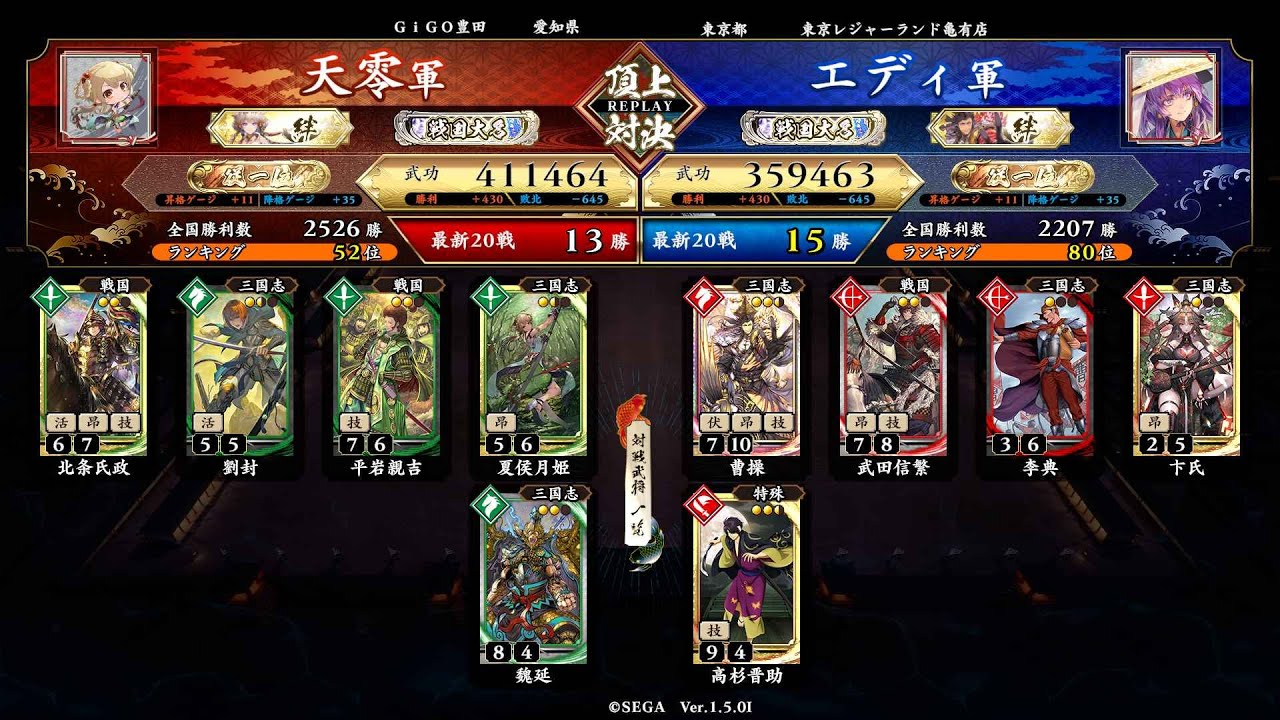 GiGO豊田 愛知県
東京都 東京レジャーランド亀有店
天零軍
頂上
REPLAY
対決
エディ軍
絆
戦国大名
戦国大名
絆
従一位
武功 411464
武功 359463
従一位
昇格ゲージ +11 降格ゲージ +35
勝利 +430 敗北 -645
勝利 +430 敗北 -645
昇格ゲージ +11 降格ゲージ +35
全国勝利数 2526勝
最新20戦 13勝
最新20戦 15勝
全国勝利数 2207勝
ランキング 52位
ランキング 80位
戦国
三国志
戦国
三国志
三国志
戦国
三国志
三国志
活 昂 技
活
技
昂
伏 昂 技
昂 技
昂
6 7
5 5
7 6
5 6
7 10
7 8
3 6
2 5
北条氏政
劉封
平岩親吉
夏侯月姫
曹操
武田信繁
李典
卞氏
対戦武将一覧
三国志
特殊
技
8 4
9 4
魏延
高杉晋助
©SEGA Ver.1.5.0I